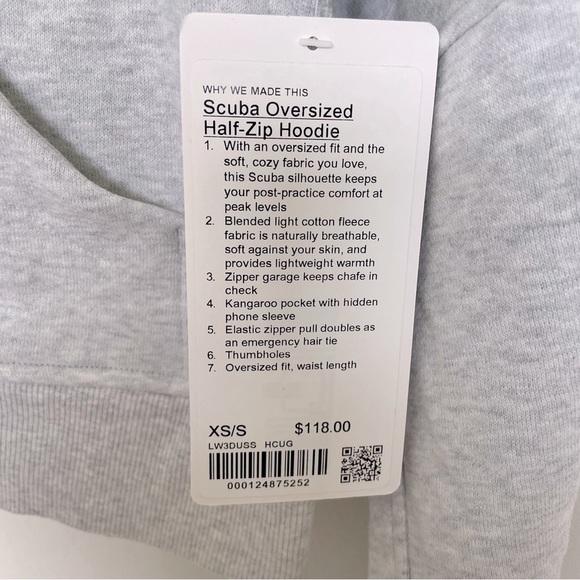 WHY WE MADE THIS
Scuba Oversized
Half-Zip Hoodie
1. With an oversized fit and the
soft, cozy fabric you love,
this Scuba silhouette keeps
your post-practice comfort at
peak levels
2. Blended light cotton fleece
fabric is naturally breathable,
soft against your skin, and
provides lightweight warmth
3. Zipper garage keeps chafe in
check
4. Kangaroo pocket with hidden
phone sleeve
5. Elastic zipper pull doubles as
an emergency hair tie
6. Thumbholes
7. Oversized fit, waist length
XS/S $118.00
LW3DUSS HCUG
000124875252